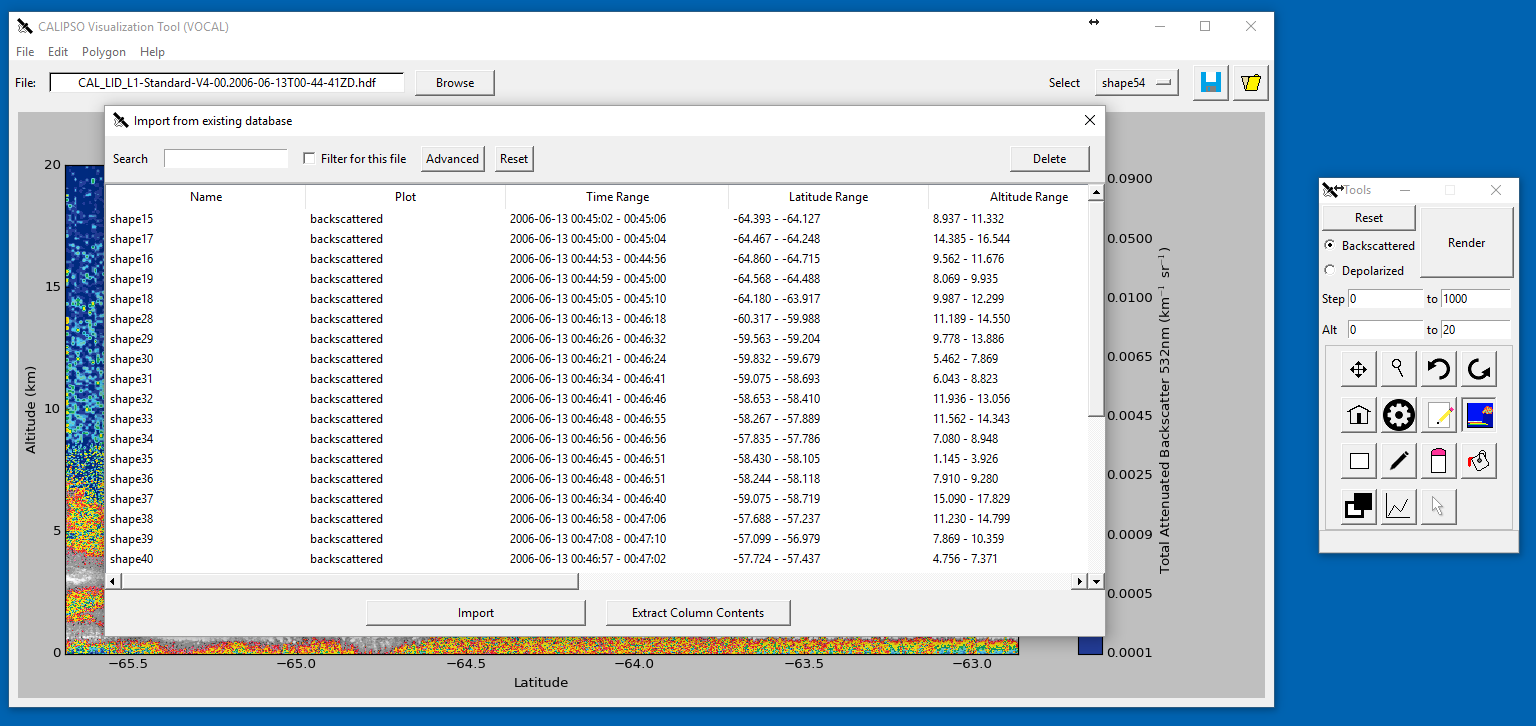 CALIPSO Visualization Tool (VOCAL)
File Edit Polygon Help
File: CAL_LID_L1-Standard-V4-00.2006-06-13T00-44-41ZD.hdf Browse Select shape54
Import from existing database
Search Filter for this file Advanced Reset Delete
Name Plot Time Range Latitude Range Altitude Range
shape15 backscattered 2006-06-13 00:45:02 - 00:45:06 -64.393 - -64.127 8.937 - 11.332
shape17 backscattered 2006-06-13 00:45:00 - 00:45:04 -64.467 - -64.248 14.385 - 16.544
shape16 backscattered 2006-06-13 00:44:53 - 00:44:56 -64.860 - -64.715 9.562 - 11.676
shape19 backscattered 2006-06-13 00:44:59 - 00:45:00 -64.568 - -64.488 8.069 - 9.935
shape18 backscattered 2006-06-13 00:45:05 - 00:45:10 -64.180 - -63.917 9.987 - 12.299
shape28 backscattered 2006-06-13 00:46:13 - 00:46:18 -60.317 - -59.988 11.189 - 14.550
shape29 backscattered 2006-06-13 00:46:26 - 00:46:32 -59.563 - -59.204 9.778 - 13.886
shape30 backscattered 2006-06-13 00:46:21 - 00:46:24 -59.832 - -59.679 5.462 - 7.869
shape31 backscattered 2006-06-13 00:46:34 - 00:46:41 -59.075 - -58.693 6.043 - 8.823
shape32 backscattered 2006-06-13 00:46:41 - 00:46:46 -58.653 - -58.410 11.936 - 13.056
shape33 backscattered 2006-06-13 00:46:48 - 00:46:55 -58.267 - -57.889 11.562 - 14.343
shape34 backscattered 2006-06-13 00:46:56 - 00:46:56 -57.835 - -57.786 7.080 - 8.948
shape35 backscattered 2006-06-13 00:46:45 - 00:46:51 -58.430 - -58.105 1.145 - 3.926
shape36 backscattered 2006-06-13 00:46:48 - 00:46:51 -58.244 - -58.118 7.910 - 9.280
shape37 backscattered 2006-06-13 00:46:34 - 00:46:40 -59.075 - -58.719 15.090 - 17.829
shape38 backscattered 2006-06-13 00:46:58 - 00:47:06 -57.688 - -57.237 11.230 - 14.799
shape39 backscattered 2006-06-13 00:47:08 - 00:47:10 -57.099 - -56.979 7.869 - 10.359
shape40 backscattered 2006-06-13 00:46:57 - 00:47:02 -57.724 - -57.437 4.756 - 7.371
Import Extract Column Contents
20
15
10
5
0
Altitude (km)
−65.5 −65.0 −64.5 −64.0 −63.5 −63.0
Latitude
0.0900
0.0500
0.0100
0.0065
0.0045
0.0025
0.0009
0.0005
0.0001
Total Attenuated Backscatter 532nm (km⁻¹ sr⁻¹)
Tools
Reset
Render
Backscattered
Depolarized
Step 0 to 1000
Alt 0 to 20